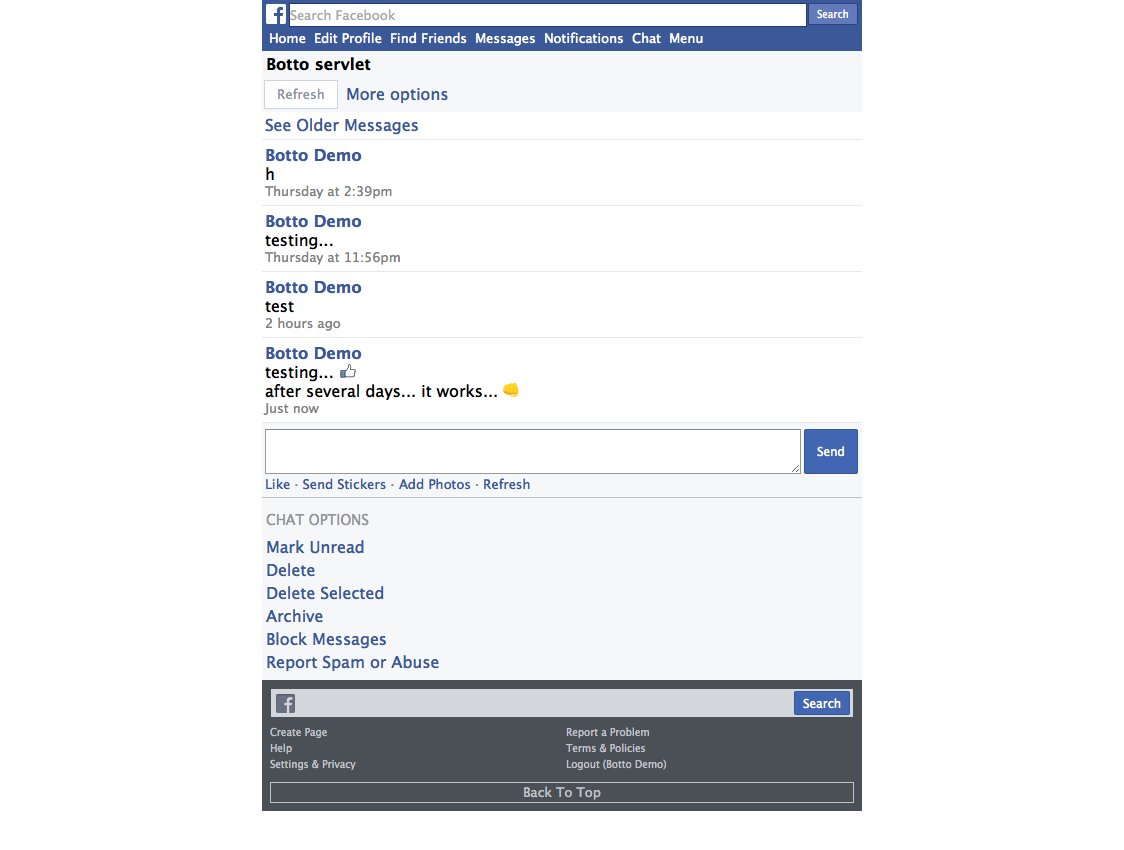 Search Facebook Search
Home Edit Profile Find Friends Messages Notifications Chat Menu
Botto servlet
Refresh More options
See Older Messages
Botto Demo
h
Thursday at 2:39pm
Botto Demo
testing...
Thursday at 11:56pm
Botto Demo
test
2 hours ago
Botto Demo
testing...
after several days... it works...
Just now
Send
Like · Send Stickers · Add Photos · Refresh
CHAT OPTIONS
Mark Unread
Delete
Delete Selected
Archive
Block Messages
Report Spam or Abuse
Search
Create Page Report a Problem
Help Terms & Policies
Settings & Privacy Logout (Botto Demo)
Back To Top